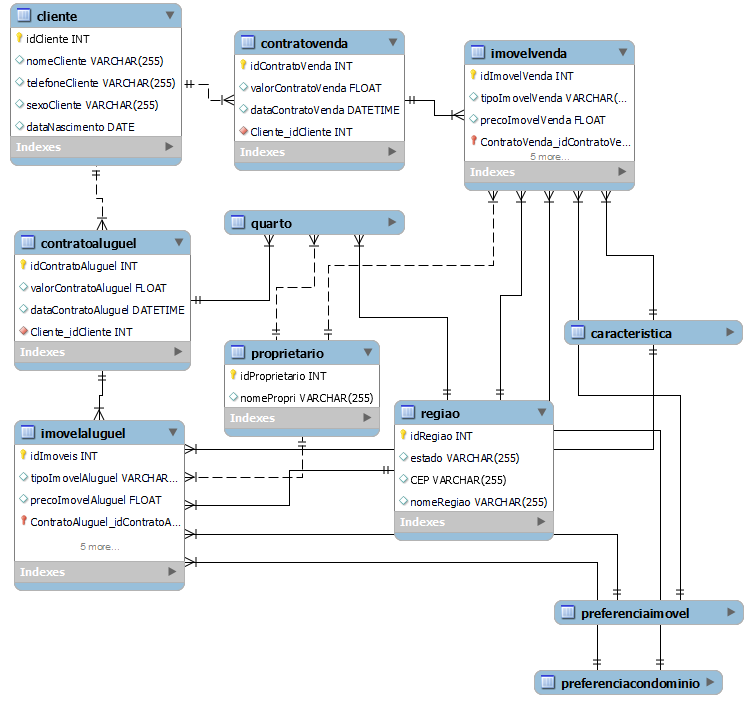 cliente
idCliente INT
nomeCliente VARCHAR(255)
telefoneCliente VARCHAR(255)
sexoCliente VARCHAR(255)
dataNascimento DATE
Indexes
contratovenda
idContratoVenda INT
valorContratoVenda FLOAT
dataContratoVenda DATETIME
Cliente_idCliente INT
Indexes
imovelvenda
idImovelVenda INT
tipoImovelVenda VARCHAR(...
precoImovelVenda FLOAT
ContratoVenda_idContratoVe...
5 more...
Indexes
quarto
contratoaluguel
idContratoAluguel INT
valorContratoAluguel FLOAT
dataContratoAluguel DATETIME
Cliente_idCliente INT
Indexes
caracteristica
proprietario
idProprietario INT
nomePropri VARCHAR(255)
Indexes
regiao
idRegiao INT
estado VARCHAR(255)
CEP VARCHAR(255)
nomeRegiao VARCHAR(255)
Indexes
imovelaluguel
idImoveis INT
tipoImovelAluguel VARCHAR...
precoImovelAluguel FLOAT
ContratoAluguel_idContratoA...
5 more...
Indexes
preferenciaimovel
preferenciacondominio